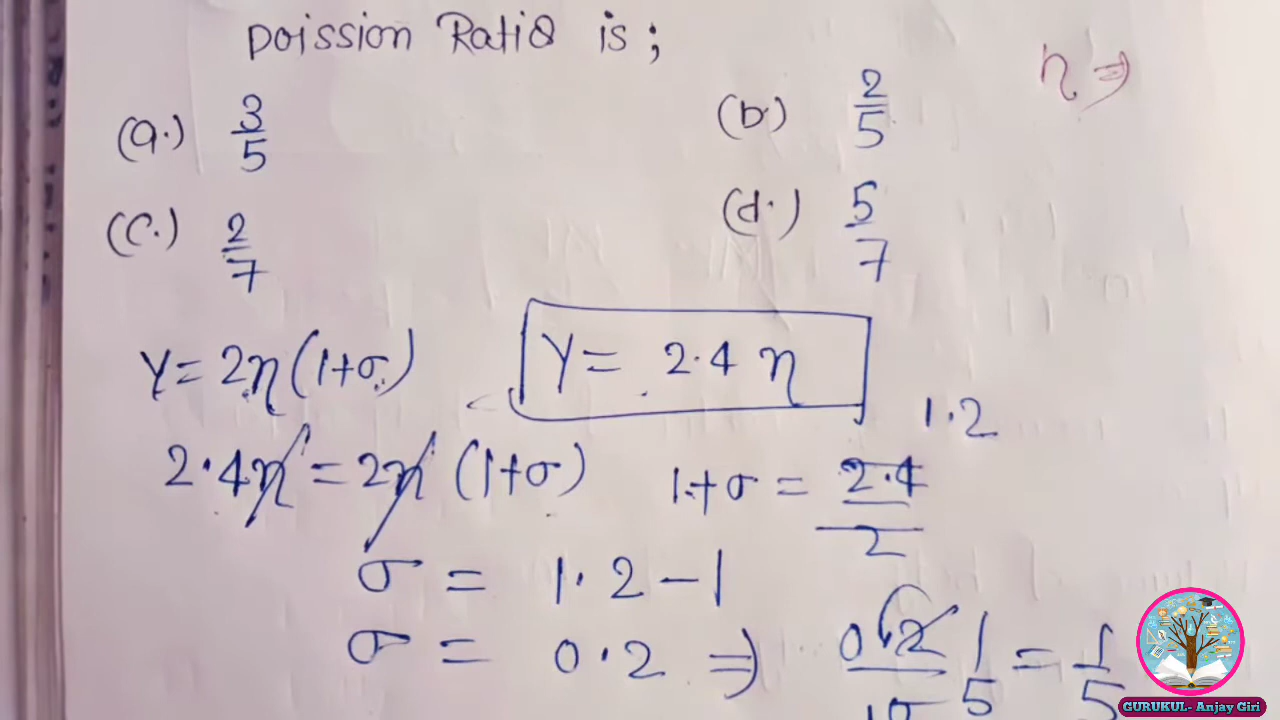 poission Ratio is ;
η ⇒
(a.) 3/5
(b.) 2/5
(c.) 2/7
(d.) 5/7
Y = 2η(1+σ)
Y = 2.4 η
2.4η = 2η (1+σ)
1+σ = 2.4/2
1.2
σ = 1.2 - 1
σ = 0.2 ⇒
1/5 = 1/5
GURUKUL- Anjay Giri